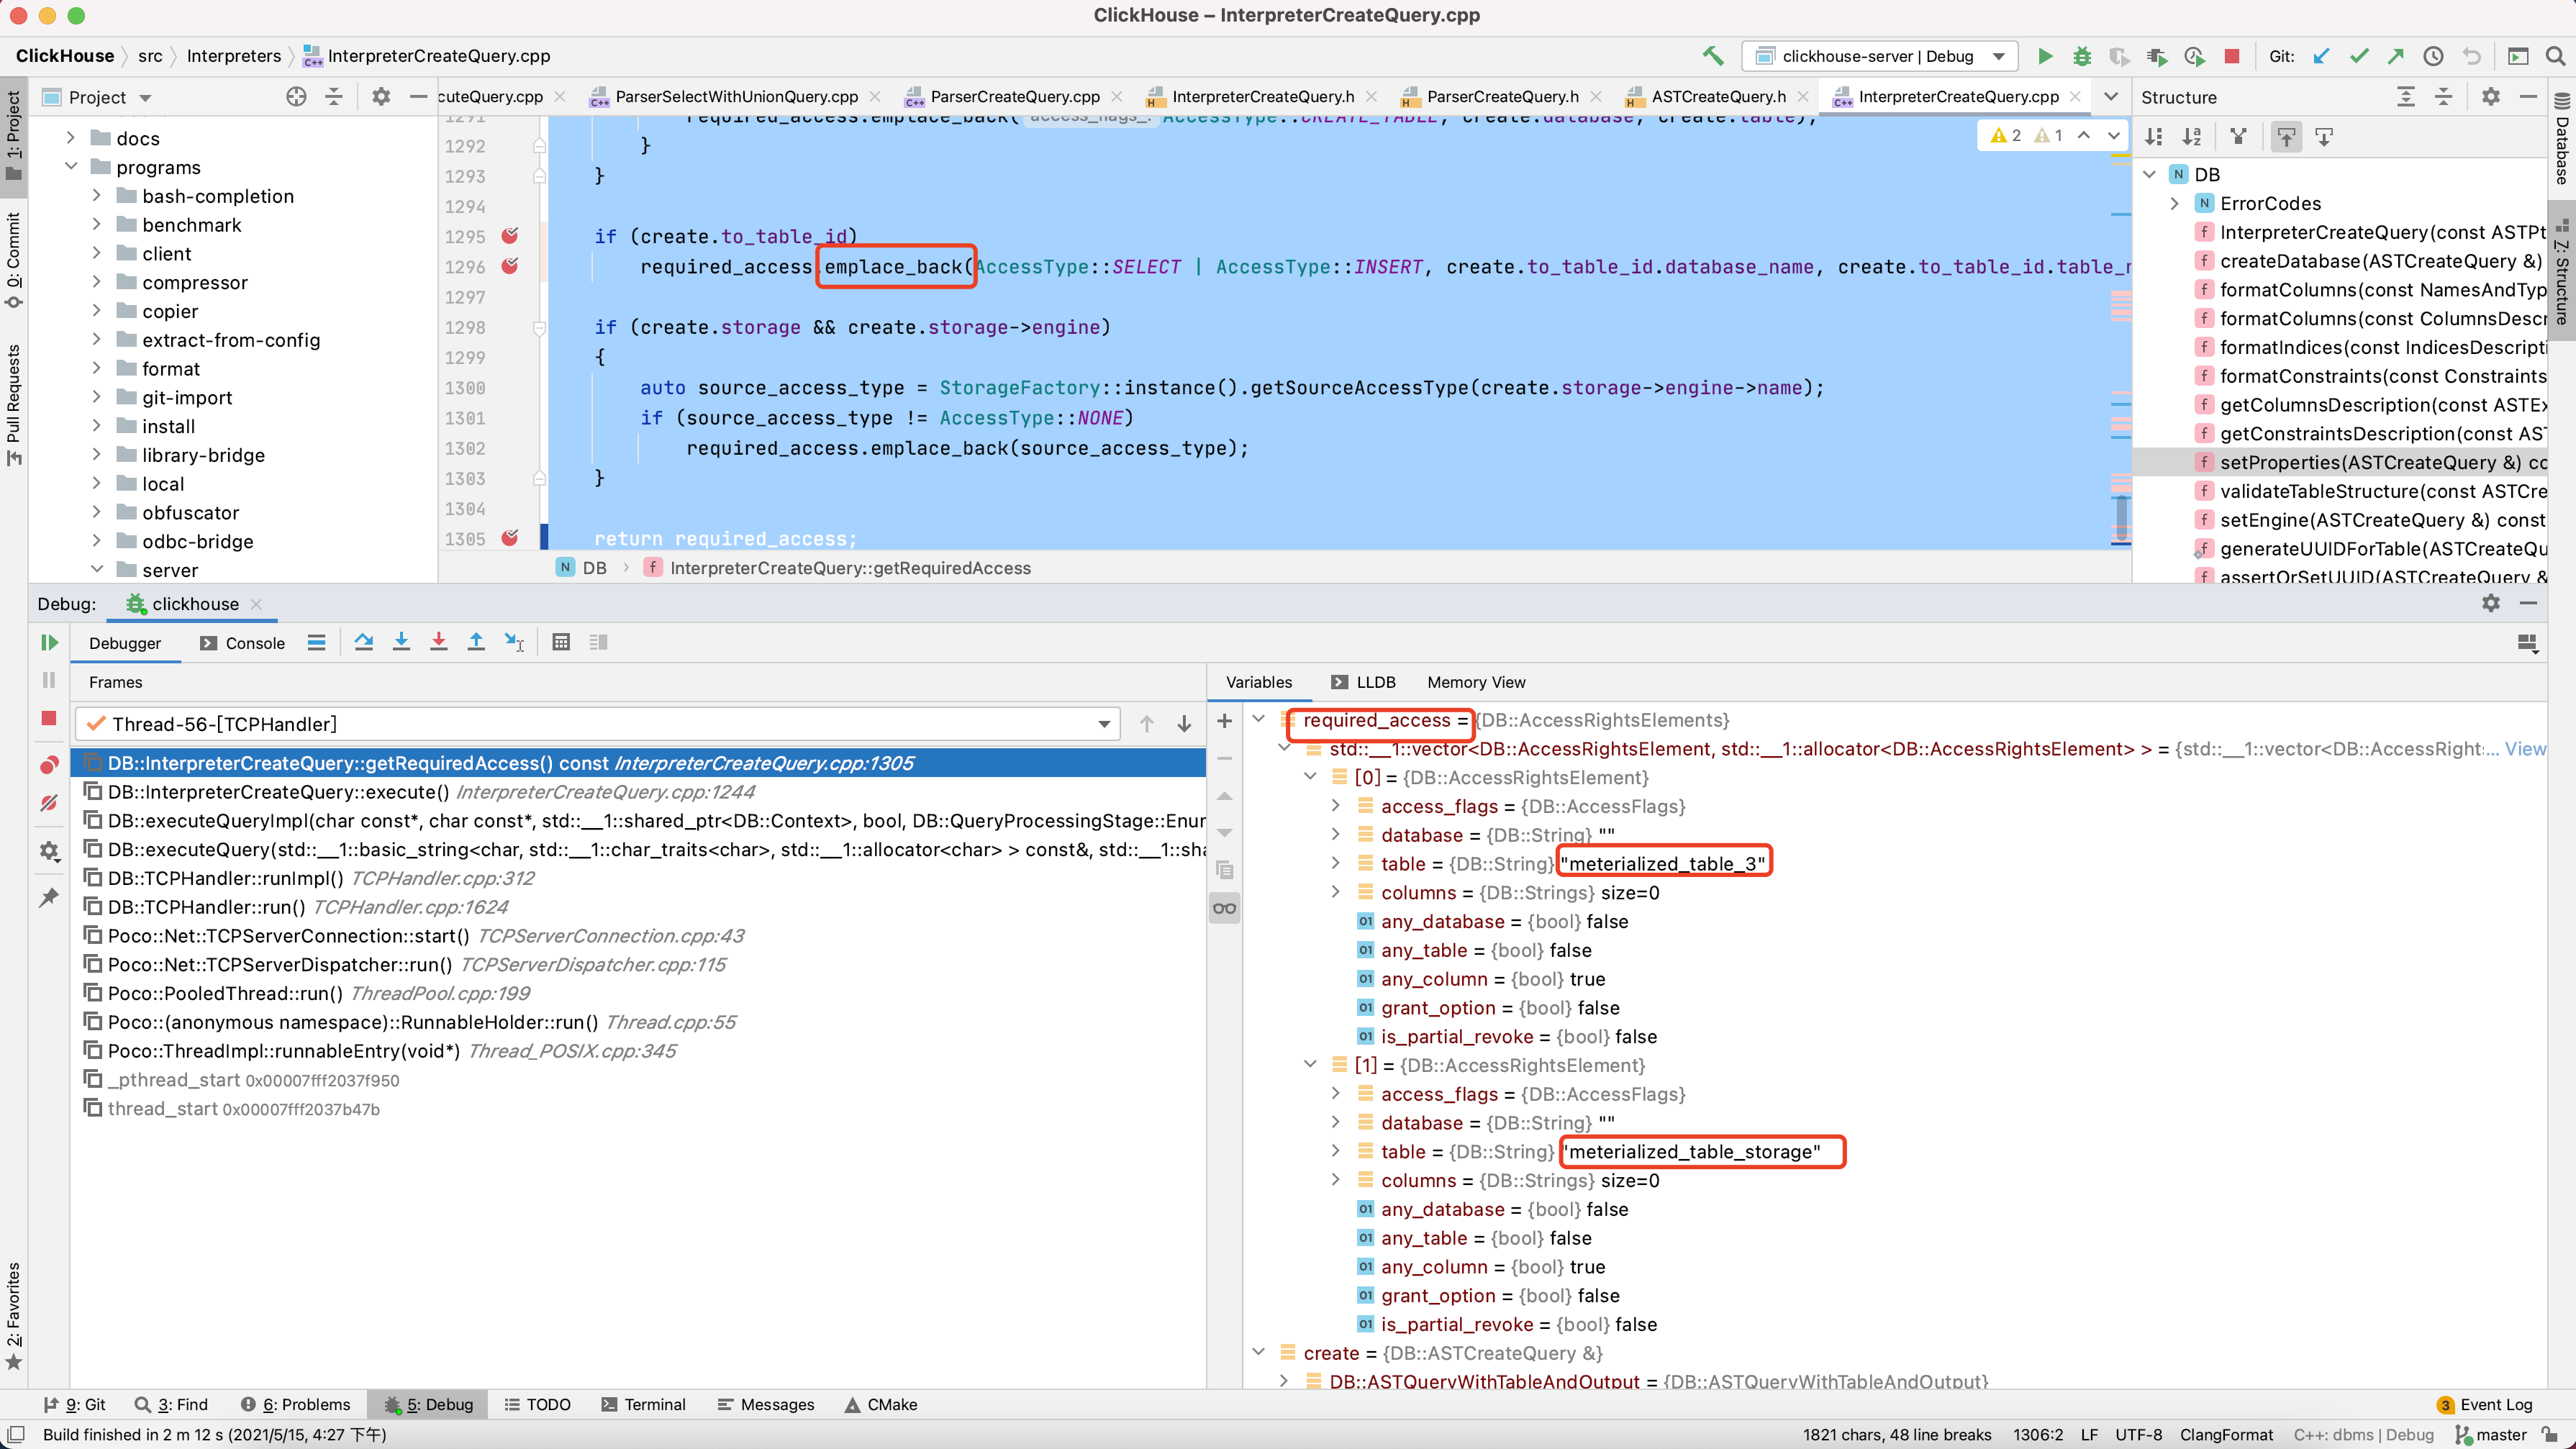 ClickHouse – InterpreterCreateQuery.cpp
ClickHouse src Interpreters InterpreterCreateQuery.cpp
clickhouse-server | Debug Git:
Project
cuteQuery.cpp ParserSelectWithUnionQuery.cpp ParserCreateQuery.cpp InterpreterCreateQuery.h ParserCreateQuery.h ASTCreateQuery.h InterpreterCreateQuery.cpp
Structure
1: Project
0: Commit
Pull Requests
2: Favorites
Database
Z: Structure
docs
programs
bash-completion
benchmark
client
compressor
copier
extract-from-config
format
git-import
install
library-bridge
local
obfuscator
odbc-bridge
server
1291 required_access.emplace_back( access_flags_: AccessType::CREATE_TABLE, create.database, create.table);
2 1
1292 }
1293 }
1294
1295 if (create.to_table_id)
1296 required_access.emplace_back(AccessType::SELECT | AccessType::INSERT, create.to_table_id.database_name, create.to_table_id.table_n
1297
1298 if (create.storage && create.storage->engine)
1299 {
1300 auto source_access_type = StorageFactory::instance().getSourceAccessType(create.storage->engine->name);
1301 if (source_access_type != AccessType::NONE)
1302 required_access.emplace_back(source_access_type);
1303 }
1304
1305 return required_access;
DB InterpreterCreateQuery::getRequiredAccess
DB
ErrorCodes
InterpreterCreateQuery(const ASTPt
createDatabase(ASTCreateQuery &)
formatColumns(const NamesAndTyp
formatColumns(const ColumnsDescr
formatIndices(const IndicesDescripti
formatConstraints(const Constraints
getColumnsDescription(const ASTEx
getConstraintsDescription(const AST
setProperties(ASTCreateQuery &) co
validateTableStructure(const ASTCre
setEngine(ASTCreateQuery &) const
generateUUIDForTable(ASTCreateQu
assertOrSetUUID(ASTCreateQuery &
Debug: clickhouse
Debugger Console
Frames
Thread-56-[TCPHandler]
DB::InterpreterCreateQuery::getRequiredAccess() const InterpreterCreateQuery.cpp:1305
DB::InterpreterCreateQuery::execute() InterpreterCreateQuery.cpp:1244
DB::executeQueryImpl(char const*, char const*, std::__1::shared_ptr<DB::Context>, bool, DB::QueryProcessingStage::Enum
DB::executeQuery(std::__1::basic_string<char, std::__1::char_traits<char>, std::__1::allocator<char> > const&, std::__1::sha
DB::TCPHandler::runImpl() TCPHandler.cpp:312
DB::TCPHandler::run() TCPHandler.cpp:1624
Poco::Net::TCPServerConnection::start() TCPServerConnection.cpp:43
Poco::Net::TCPServerDispatcher::run() TCPServerDispatcher.cpp:115
Poco::PooledThread::run() ThreadPool.cpp:199
Poco::(anonymous namespace)::RunnableHolder::run() Thread.cpp:55
Poco::ThreadImpl::runnableEntry(void*) Thread_POSIX.cpp:345
_pthread_start 0x00007fff2037f950
thread_start 0x00007fff2037b47b
Variables LLDB Memory View
required_access = {DB::AccessRightsElements}
std::__1::vector<DB::AccessRightsElement, std::__1::allocator<DB::AccessRightsElement> > = {std::__1::vector<DB::AccessRight: ... View
[0] = {DB::AccessRightsElement}
access_flags = {DB::AccessFlags}
database = {DB::String} ""
table = {DB::String} "meterialized_table_3"
columns = {DB::Strings} size=0
any_database = {bool} false
any_table = {bool} false
any_column = {bool} true
grant_option = {bool} false
is_partial_revoke = {bool} false
[1] = {DB::AccessRightsElement}
access_flags = {DB::AccessFlags}
database = {DB::String} ""
table = {DB::String} "meterialized_table_storage"
columns = {DB::Strings} size=0
any_database = {bool} false
any_table = {bool} false
any_column = {bool} true
grant_option = {bool} false
is_partial_revoke = {bool} false
create = {DB::ASTCreateQuery &}
DB::ASTQueryWithTableAndOutput = {DB::ASTQueryWithTableAndOutput}
9: Git 3: Find 6: Problems 5: Debug TODO Terminal Messages CMake 3 Event Log
Build finished in 2 m 12 s (2021/5/15, 4:27 下午) 1821 chars, 48 line breaks 1306:2 LF UTF-8 ClangFormat C++: dbms | Debug master